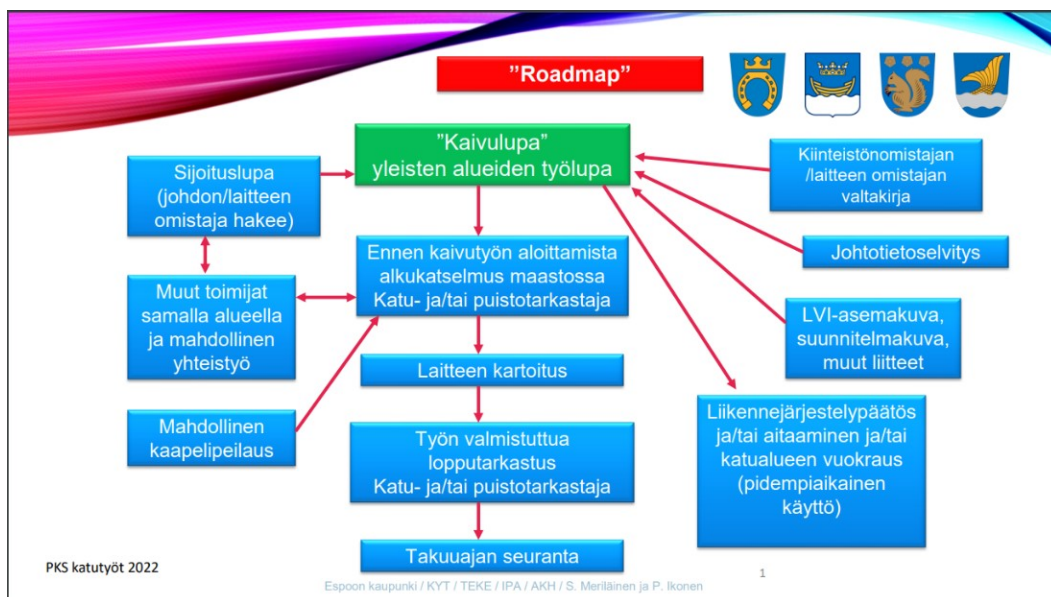 ”Roadmap”
”Kaivulupa”
yleisten alueiden työlupa
Sijoituslupa
(johdon/laitteen
omistaja hakee)
Kiinteistönomistajan
/laitteen omistajan
valtakirja
Ennen kaivutyön aloittamista
alkukatselmus maastossa
Katu- ja/tai puistotarkastaja
Johtotietoselvitys
Muut toimijat
samalla alueella
ja mahdollinen
yhteistyö
LVI-asemakuva,
suunnitelmakuva,
muut liitteet
Laitteen kartoitus
Mahdollinen
kaapelipeilaus
Työn valmistuttua
lopputarkastus
Katu- ja/tai puistotarkastaja
Liikennejärjestelypäätös
ja/tai aitaaminen ja/tai
katualueen vuokraus
(pidempiaikainen
käyttö)
Takuuajan seuranta
PKS katutyöt 2022
1
Espoon kaupunki / KYT / TEKE / IPA / AKH / S. Meriläinen ja P. Ikonen